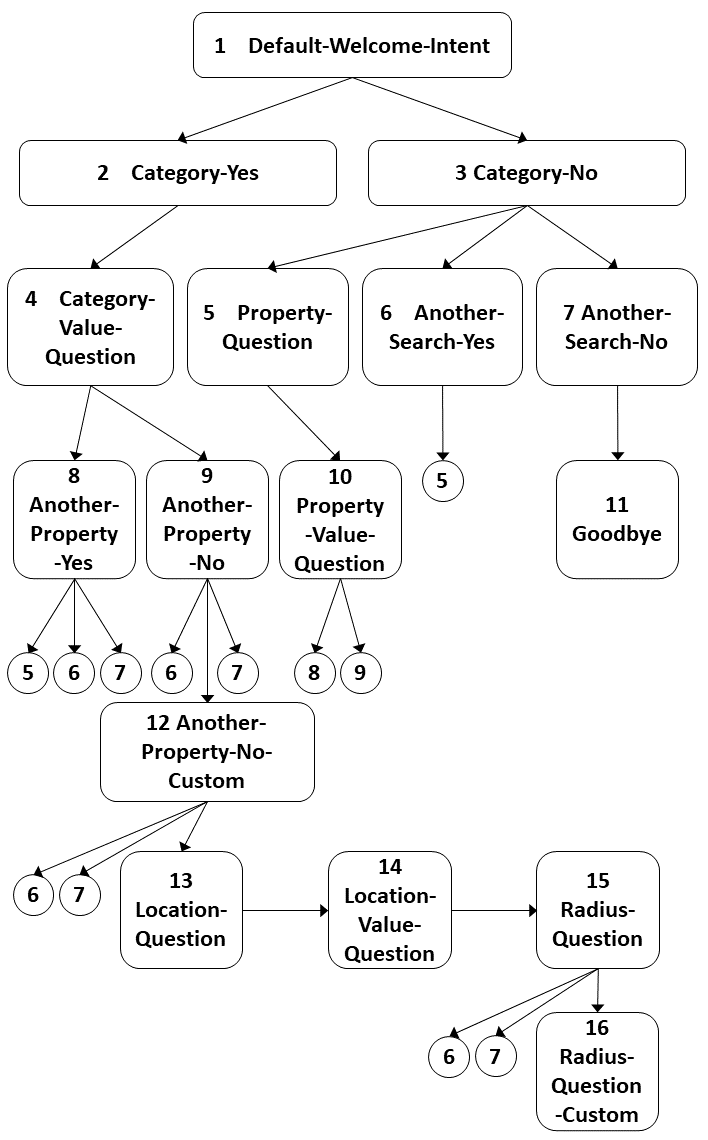 1 Default-Welcome-Intent
2 Category-Yes
3 Category-No
4 Category-
Value-
Question
5 Property-
Question
6 Another-
Search-Yes
7 Another-
Search-No
8
Another-
Property
-Yes
9
Another-
Property
-No
10
Property
-Value-
Question
5
11
Goodbye
5
6
7
6
7
8
9
12 Another-
Property-No-
Custom
6
7
13
Location-
Question
14
Location-
Value-
Question
15
Radius-
Question
6
7
16
Radius-
Question
-Custom